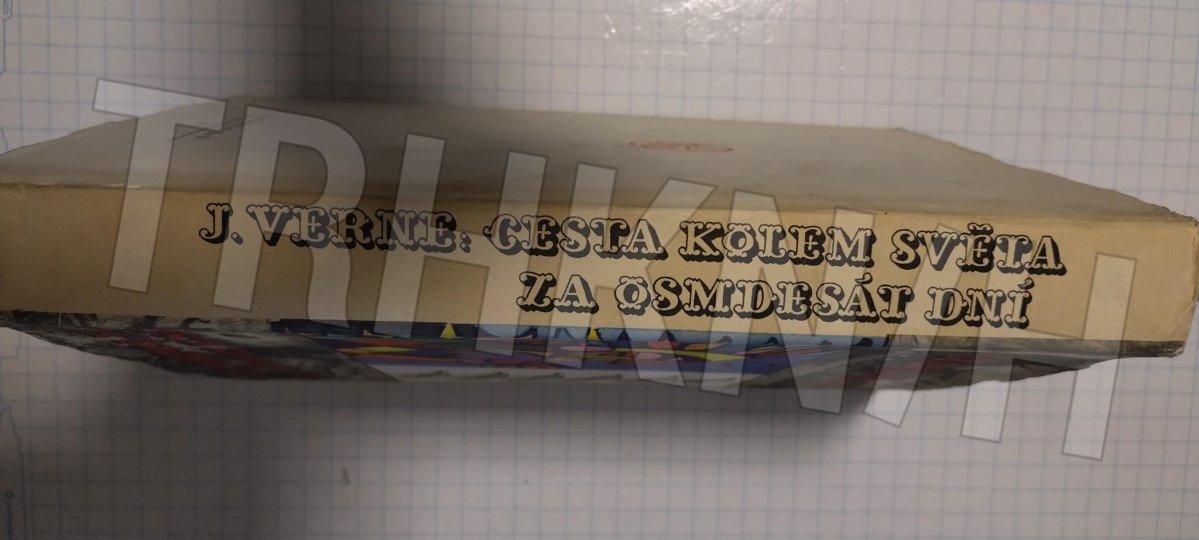 J. VERNE: CESTA KOLEM SVĚTA
ZA OSMDESÁT DNÍ
TRHKNIH